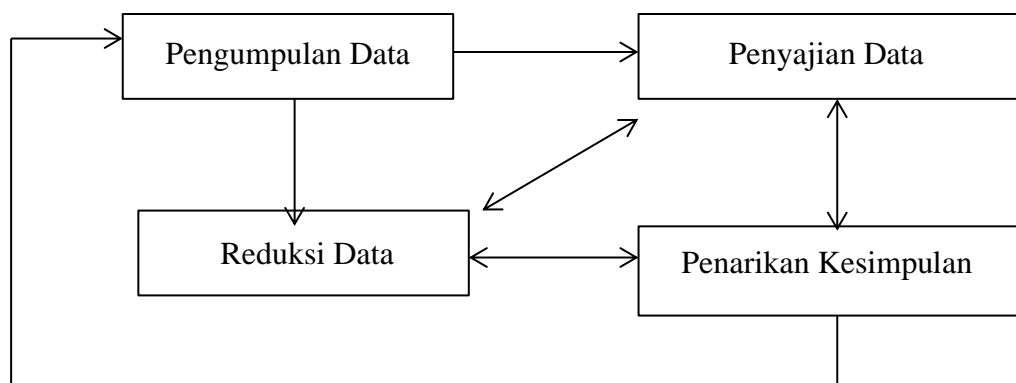 Pengumpulan Data
Penyajian Data
Reduksi Data
Penarikan Kesimpulan